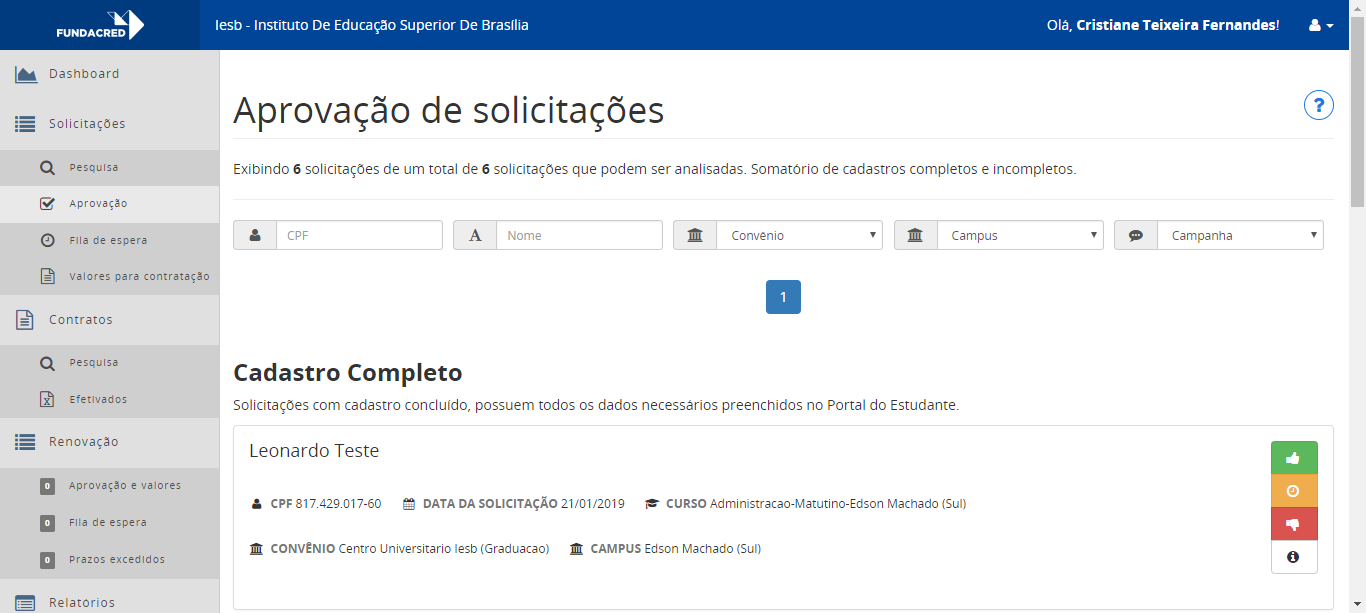 FUNDACRED
Iesb - Instituto De Educação Superior De Brasília
Olá, Cristiane Teixeira Fernandes!
Dashboard
Solicitações
Pesquisa
Aprovação
Fila de espera
Valores para contratação
Contratos
Pesquisa
Efetivados
Renovação
0 Aprovação e valores
0 Fila de espera
0 Prazos excedidos
Relatórios
Aprovação de solicitações
?
Exibindo 6 solicitações de um total de 6 solicitações que podem ser analisadas. Somatório de cadastros completos e incompletos.
CPF
A Nome
Convênio
Campus
Campanha
1
Cadastro Completo
Solicitações com cadastro concluído, possuem todos os dados necessários preenchidos no Portal do Estudante.
Leonardo Teste
CPF 817.429.017-60 DATA DA SOLICITAÇÃO 21/01/2019 CURSO Administracao-Matutino-Edson Machado (Sul)
CONVÊNIO Centro Universitario Iesb (Graduacao) CAMPUS Edson Machado (Sul)